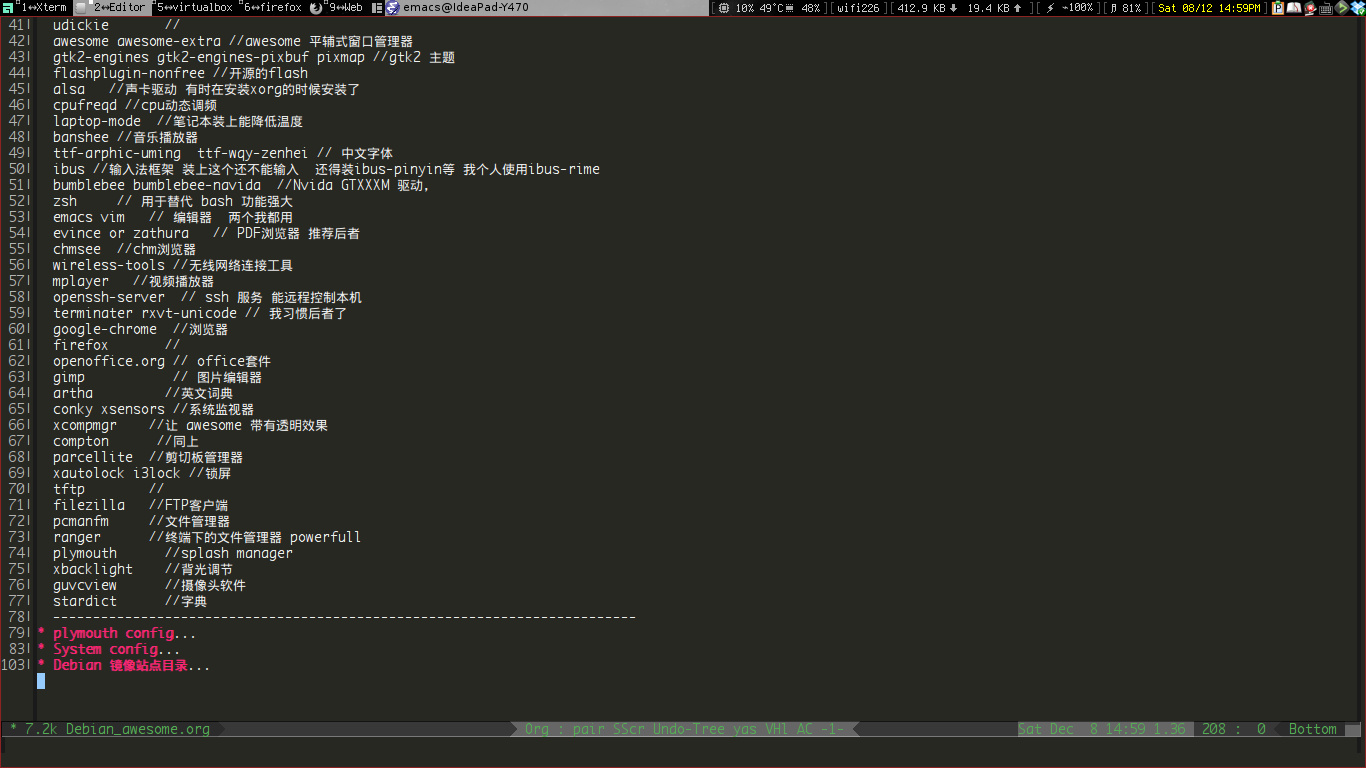 1↔Xterm 2↔Editor 5↔virtualbox 6↔firefox 9↔Web emacs@IdeaPad-Y470 [ 10% 49°C 48% ][wifi226][412.9 KB 19.4 KB ][ ⚡ ~100% ][ 81% ][ Sat 08/12 14:59PM ]
41 udickie //
42 awesome awesome-extra //awesome 平辅式窗口管理器
43 gtk2-engines gtk2-engines-pixbuf pixmap //gtk2 主题
44 flashplugin-nonfree //开源的flash
45 alsa //声卡驱动 有时在安装xorg的时候安装了
46 cpufreqd //cpu动态调频
47 laptop-mode //笔记本装上能降低温度
48 banshee //音乐播放器
49 ttf-arphic-uming ttf-wqy-zenhei // 中文字体
50 ibus //输入法框架 装上这个还不能输入 还得装ibus-pinyin等 我个人使用ibus-rime
51 bumblebee bumblebee-navida //Nvida GTXXXM 驱动,
52 zsh // 用于替代 bash 功能强大
53 emacs vim // 编辑器 两个我都用
54 evince or zathura // PDF浏览器 推荐后者
55 chmsee //chm浏览器
56 wireless-tools //无线网络连接工具
57 mplayer //视频播放器
58 openssh-server // ssh 服务 能远程控制本机
59 terminater rxvt-unicode // 我习惯后者了
60 google-chrome //浏览器
61 firefox //
62 openoffice.org // office套件
63 gimp // 图片编辑器
64 artha //英文词典
65 conky xsensors //系统监视器
66 xcompmgr //让 awesome 带有透明效果
67 compton //同上
68 parcellite //剪切板管理器
69 xautolock i3lock //锁屏
70 tftp //
71 filezilla //FTP客户端
72 pcmanfm //文件管理器
73 ranger //终端下的文件管理器 powerfull
74 plymouth //splash manager
75 xbacklight //背光调节
76 guvcview //摄像头软件
77 stardict //字典
78 -------------------------------------------------------------------------
79 * plymouth config...
83 * System config...
103 * Debian 镜像站点目录...
* 7.2k Debian_awesome.org Org : pair SScr Undo-Tree yas VHl AC -1- Sat Dec 8 14:59 1.36 208 : 0 Bottom